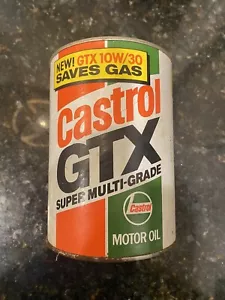 NEW! GTX 10W/30
SAVES GAS
Castrol
GTX
SUPER MULTI-GRADE
Castrol
MOTOR OIL